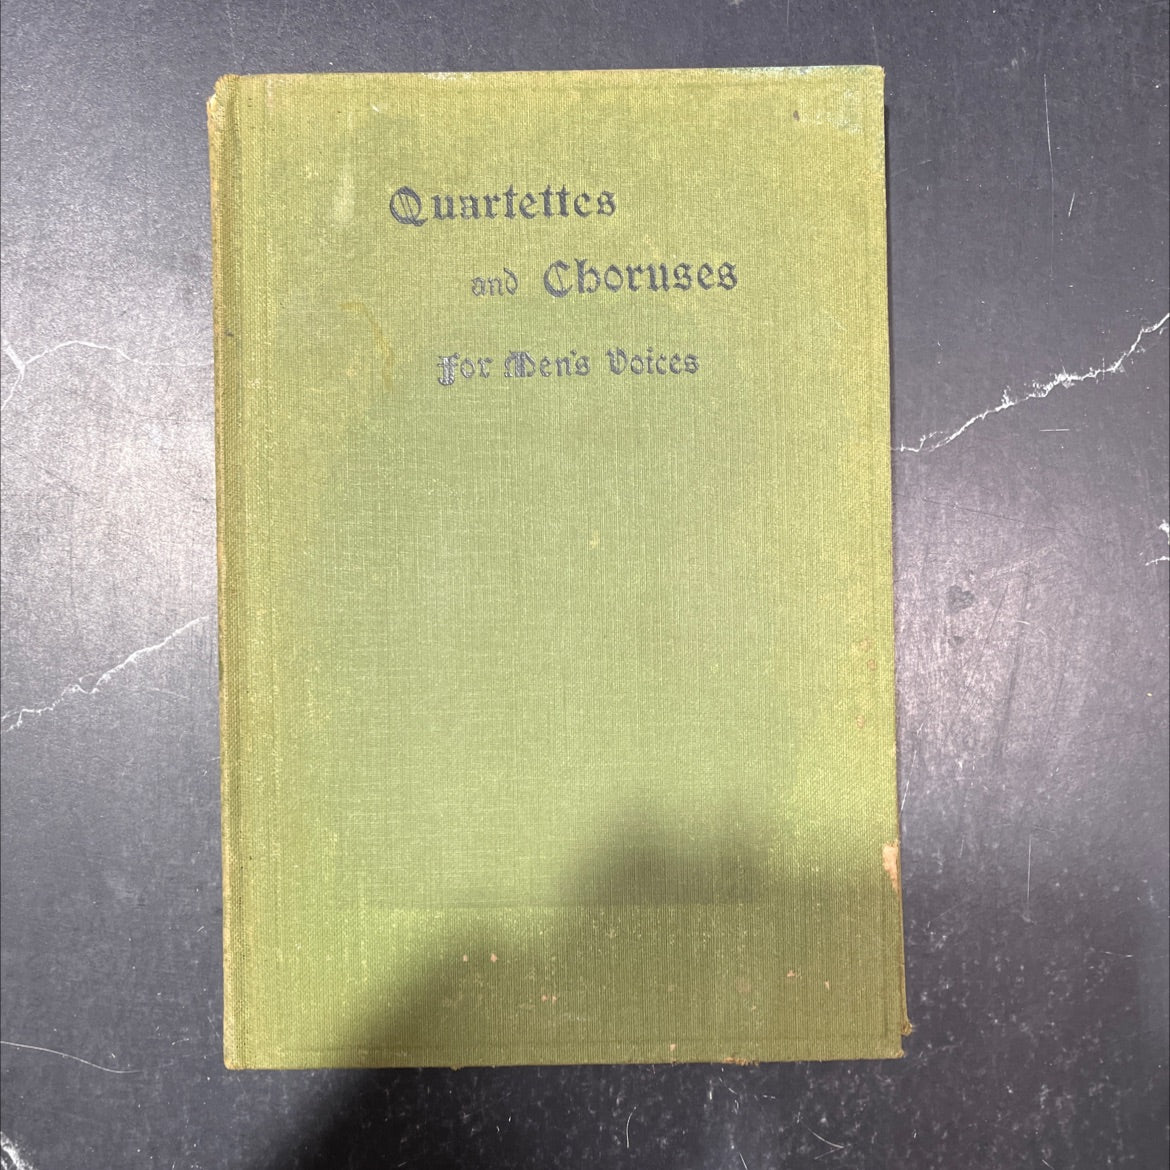 Quartettes
and Choruses
For Men's Voices